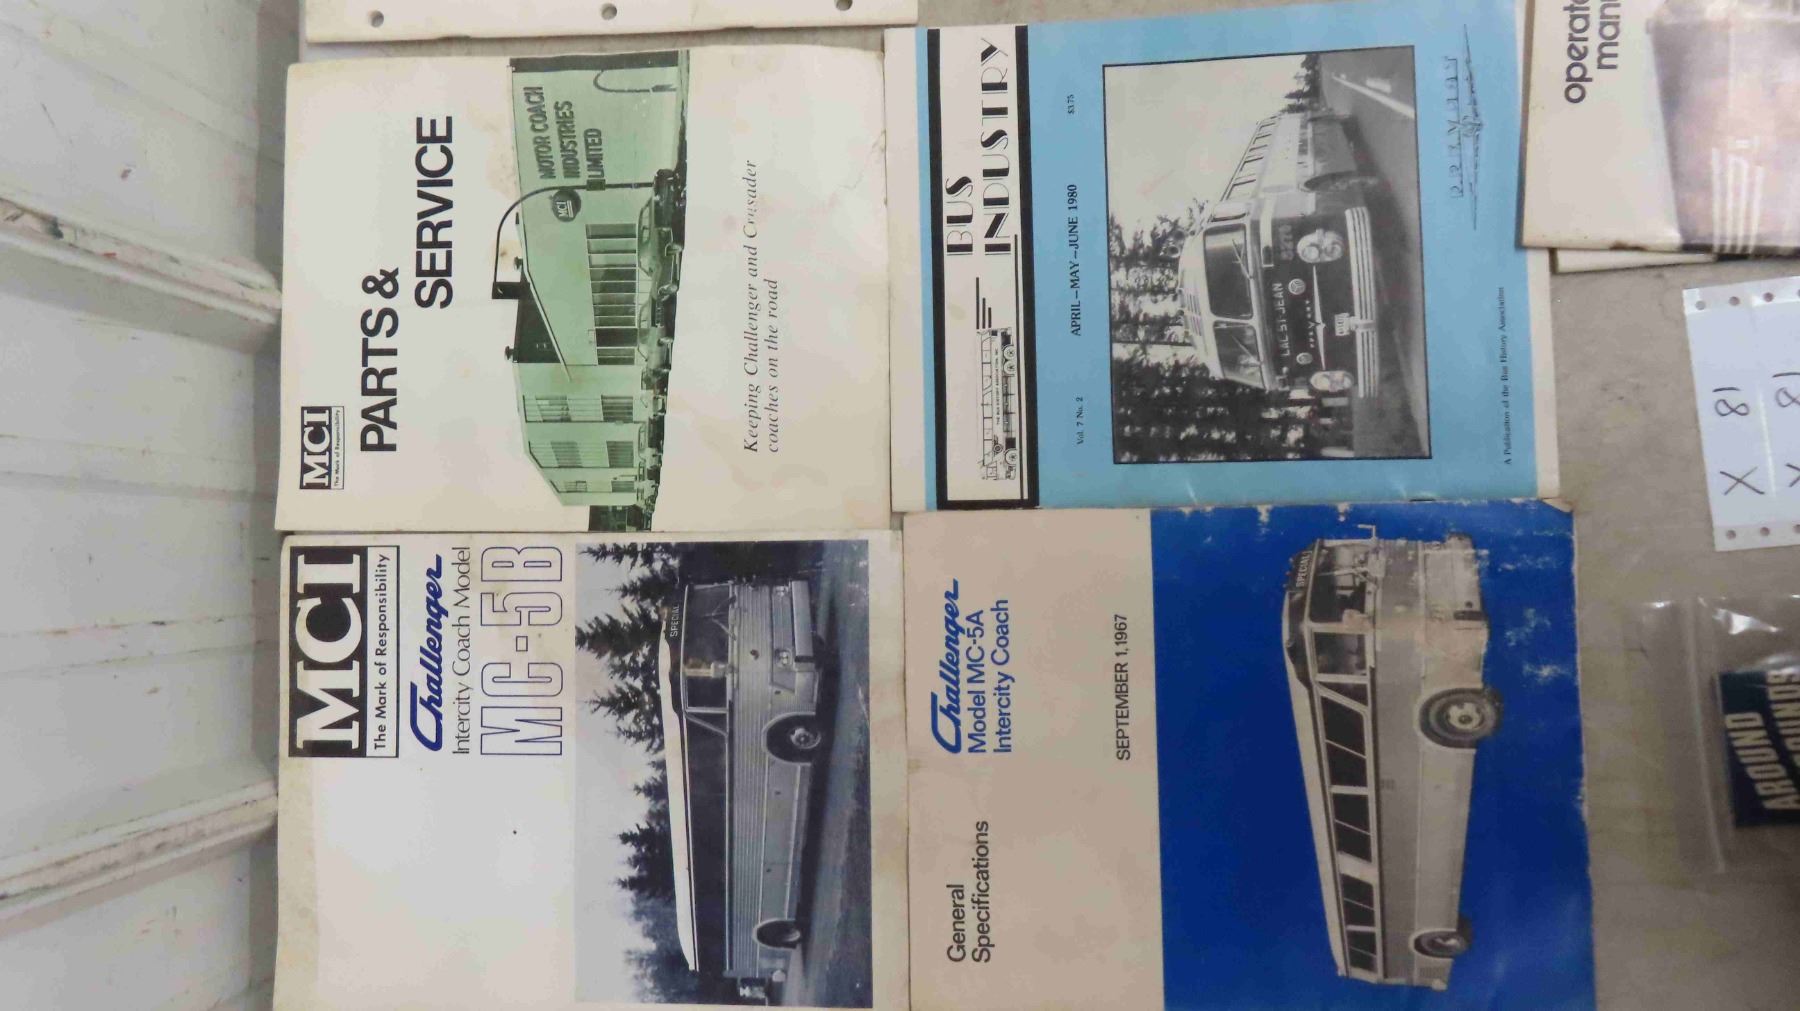 MCI
The Mark of Responsibility
PARTS &
SERVICE
MOTOR COACH
INDUSTRIES
LIMITED
MCI
Keeping Challenger and Crusader
coaches on the road
MCI
The Mark of Responsibility
Challenger
Intercity Coach Model
MC-5B
SPECIAL
BUS
INDUSTRY
Vol. 7 No. 2
APRIL–MAY–JUNE 1980
$3.75
LAC ST-JEAN
A Publication of the Bus History Association
General
Specifications
Challenger
Model MC-5A
Intercity Coach
SEPTEMBER 1, 1967
SPECIAL
X 81
X 81
AROUND